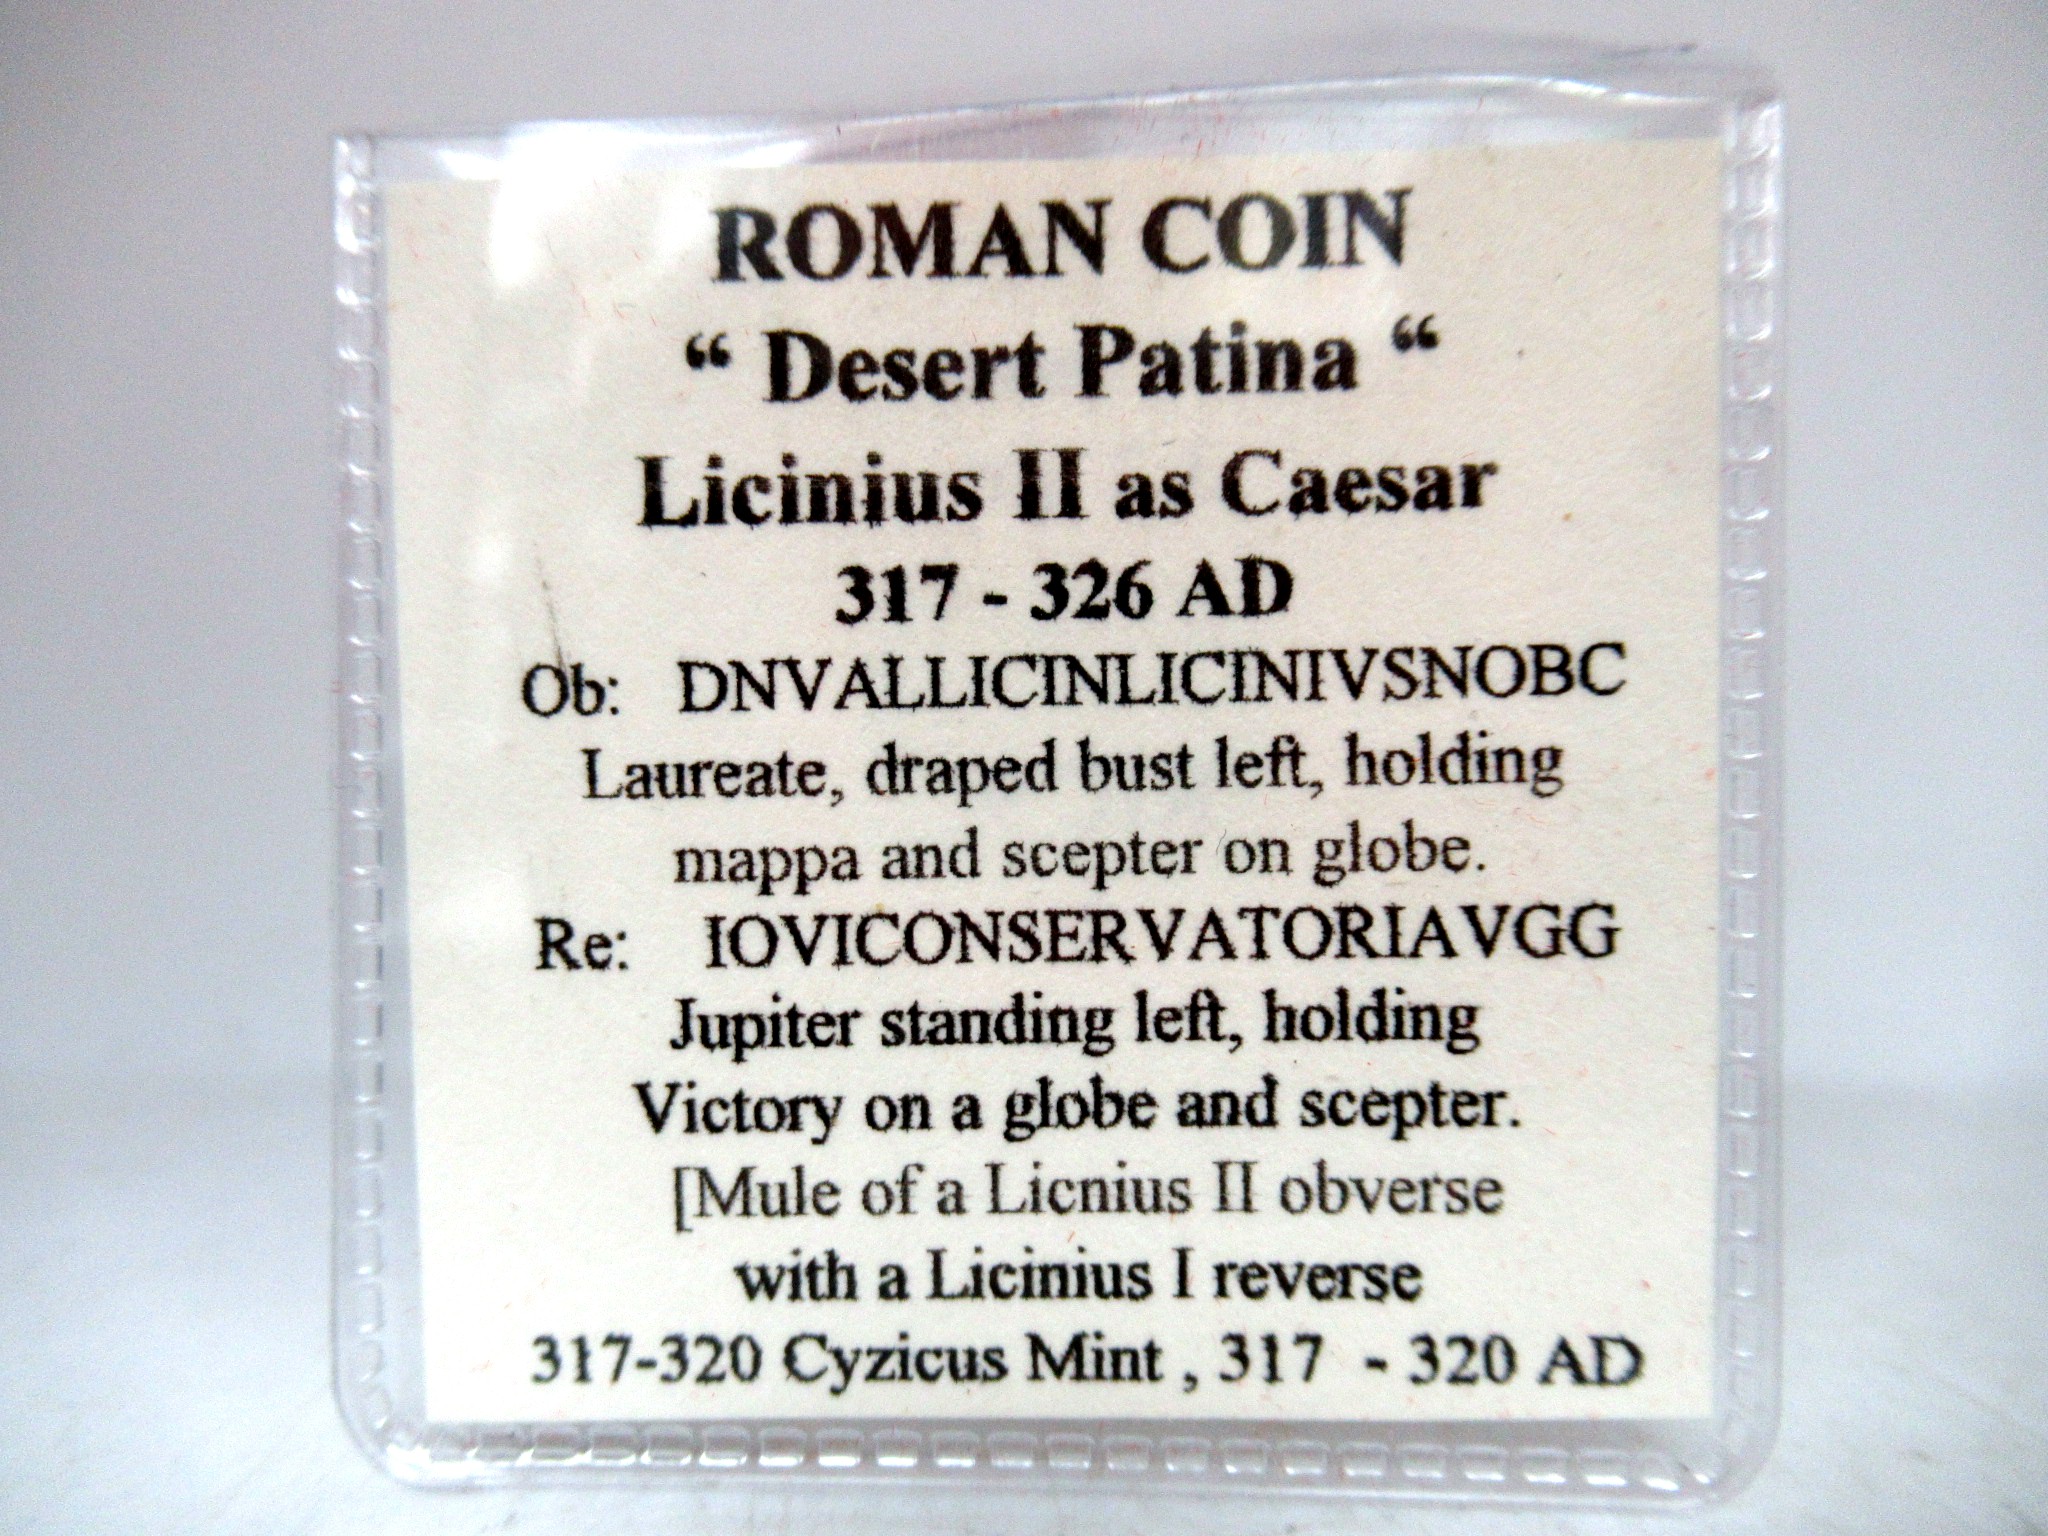 ROMAN COIN
“ Desert Patina “
Licinius II as Caesar
317 - 326 AD
Ob: DNVALLICINLICINIVSNOBC
Laureate, draped bust left, holding
mappa and scepter on globe.
Re: IOVICONSERVATORIAVGG
Jupiter standing left, holding
Victory on a globe and scepter.
[Mule of a Licnius II obverse
with a Licinius I reverse
317-320 Cyzicus Mint , 317 - 320 AD